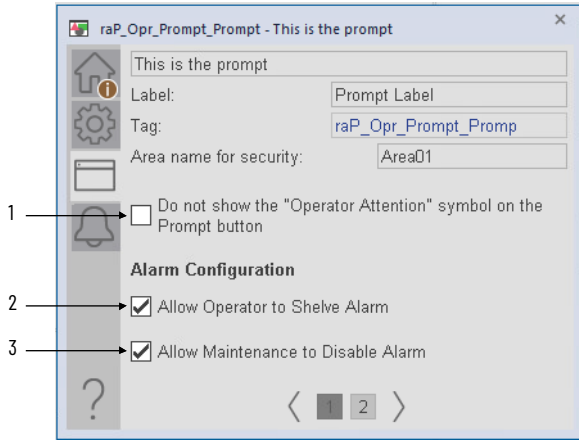 raP_Opr_Prompt_Prompt - This is the prompt
This is the prompt
Label: Prompt Label
Tag: raP_Opr_Prompt_Promp
Area name for security: Area01
1
Do not show the "Operator Attention" symbol on the
Prompt button
Alarm Configuration
2
Allow Operator to Shelve Alarm
3
Allow Maintenance to Disable Alarm
1 2